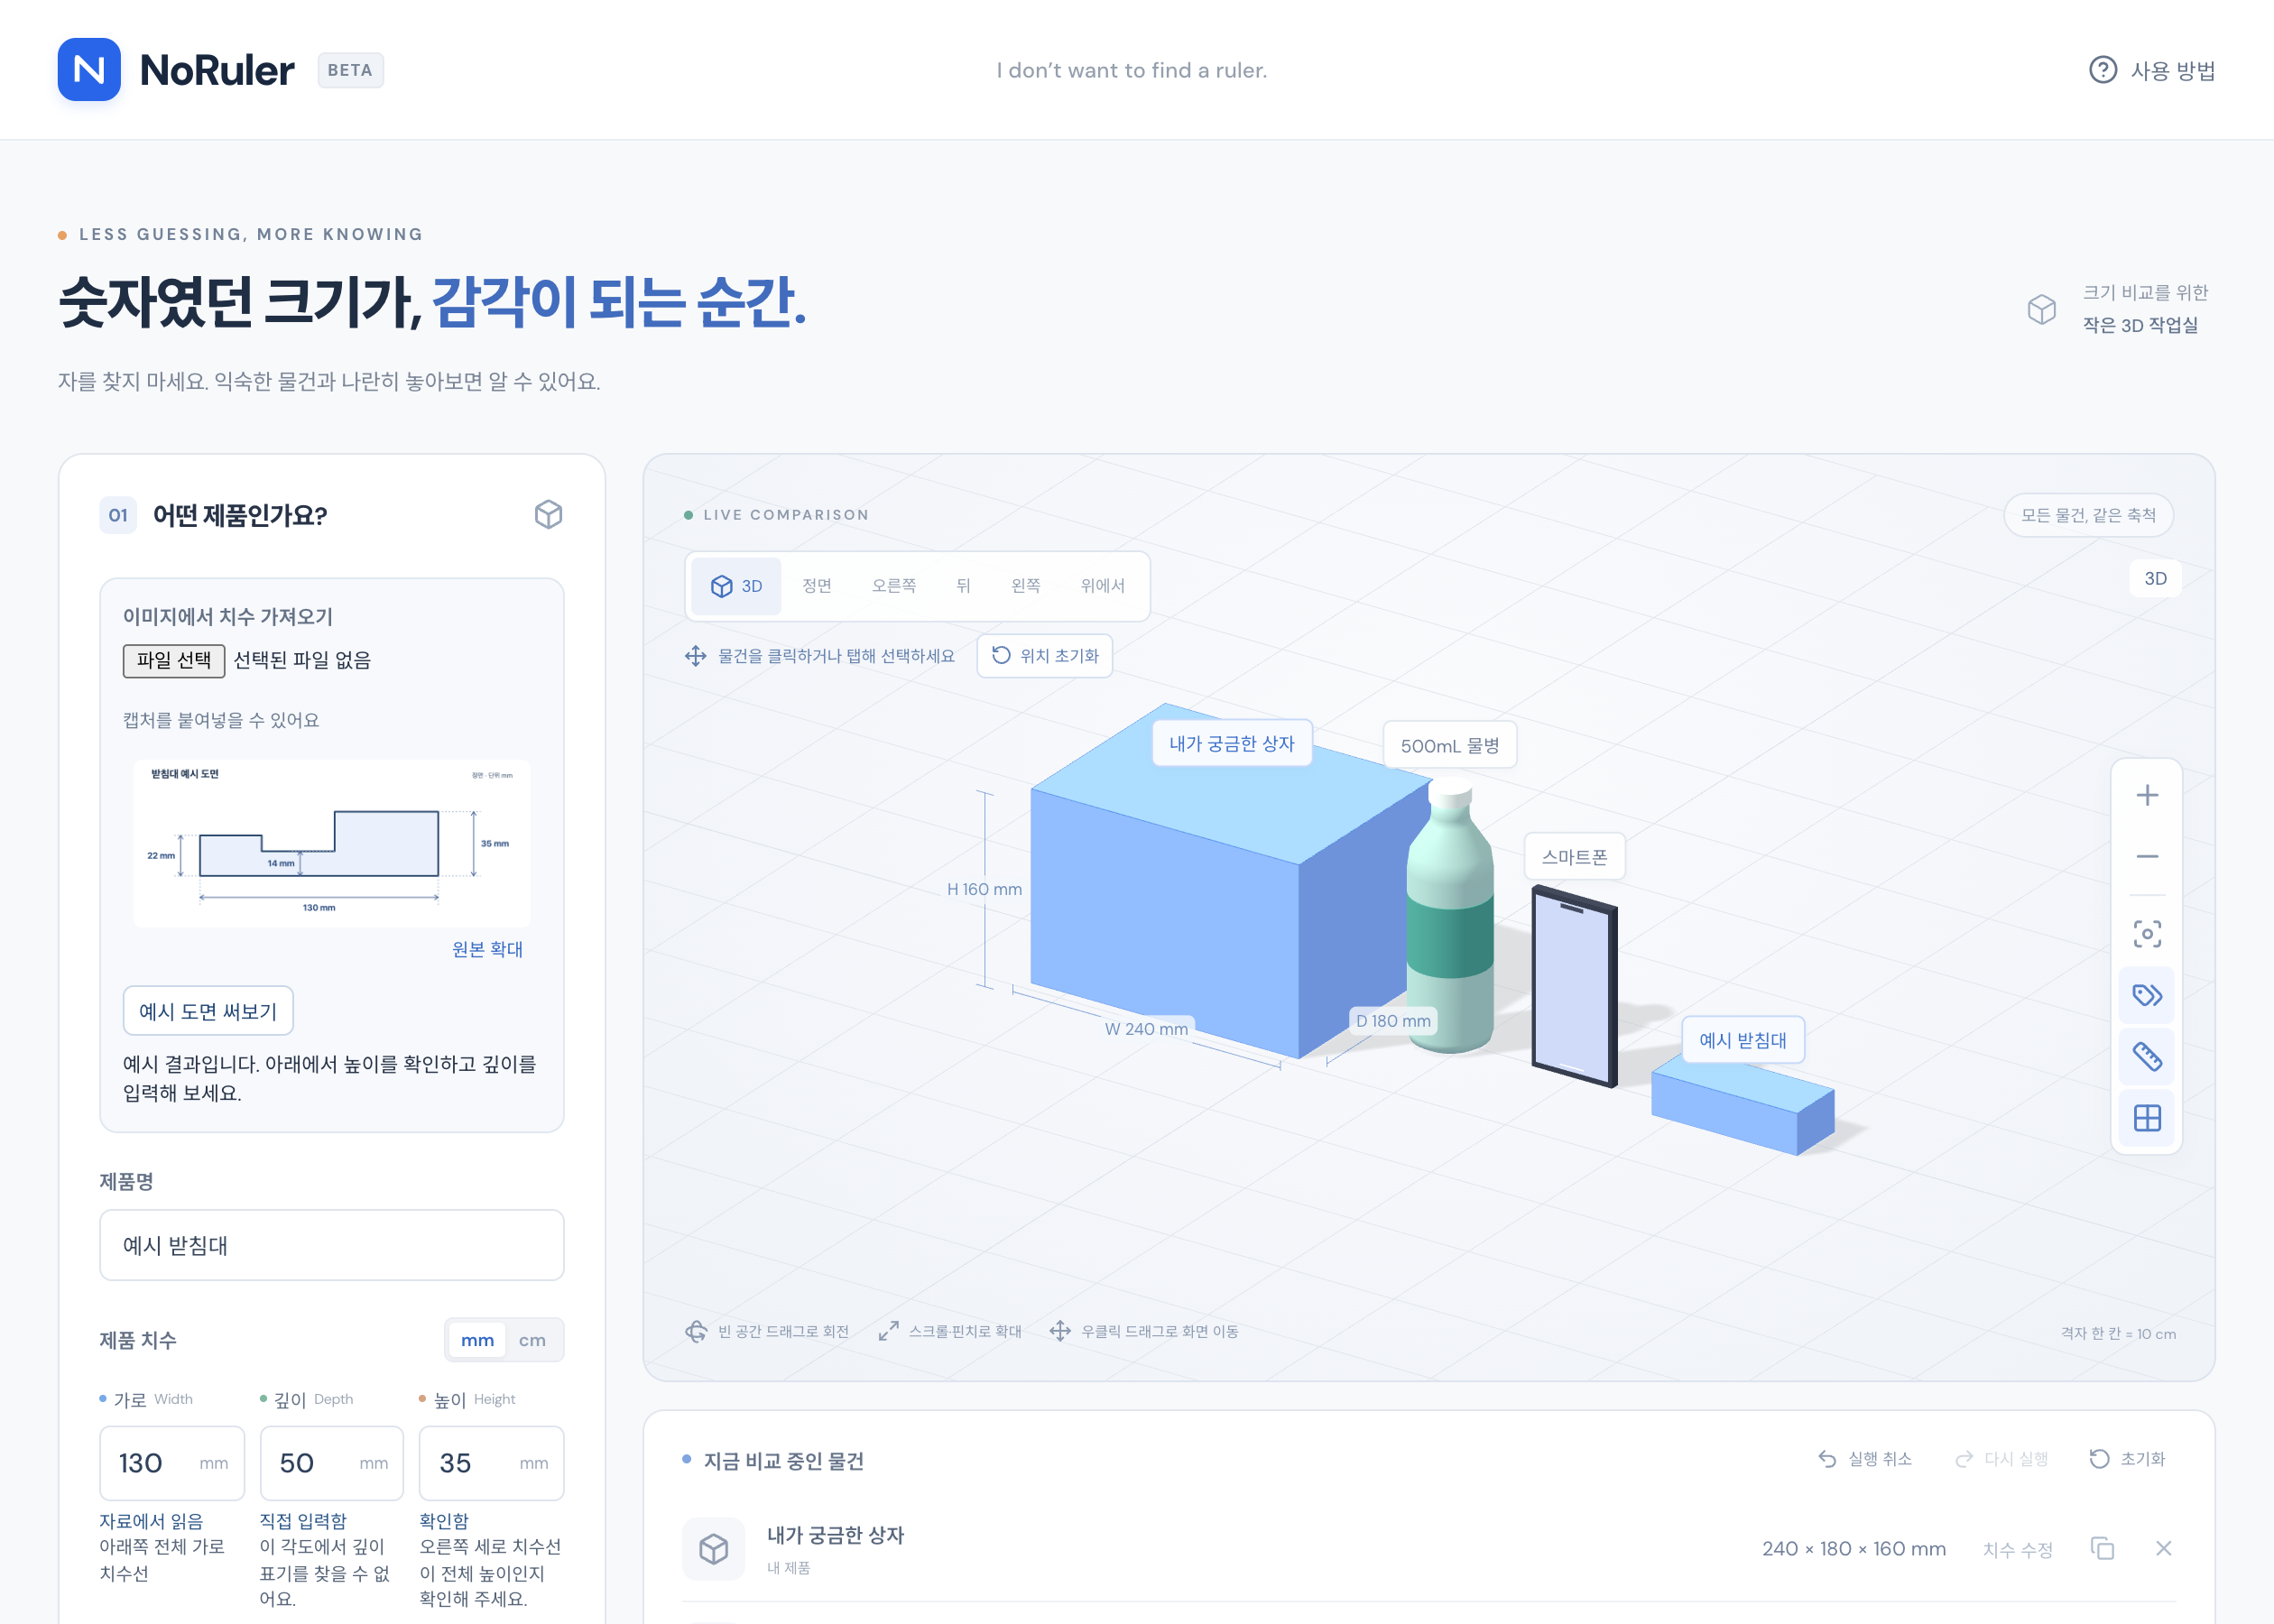 N NoRuler BETA
I don't want to find a ruler.
사용 방법
LESS GUESSING, MORE KNOWING
숫자였던 크기가, 감각이 되는 순간.
자를 찾지 마세요. 익숙한 물건과 나란히 놓아보면 알 수 있어요.
크기 비교를 위한
작은 3D 작업실
01 어떤 제품인가요?
이미지에서 치수 가져오기
파일 선택 선택된 파일 없음
캡처를 붙여넣을 수 있어요
받침대 예시 도면
정면 · 단위 mm
22 mm
14 mm
35 mm
130 mm
원본 확대
예시 도면 써보기
예시 결과입니다. 아래에서 높이를 확인하고 깊이를
입력해 보세요.
제품명
예시 받침대
제품 치수
mm cm
가로 Width
깊이 Depth
높이 Height
130 mm
50 mm
35 mm
자료에서 읽음
아래쪽 전체 가로
치수선
직접 입력함
이 각도에서 깊이
표기를 찾을 수 없
어요.
확인함
오른쪽 세로 치수선
이 전체 높이인지
확인해 주세요.
LIVE COMPARISON
모든 물건, 같은 축척
3D 정면 오른쪽 뒤 왼쪽 위에서
3D
물건을 클릭하거나 탭해 선택하세요
위치 초기화
내가 궁금한 상자
500mL 물병
스마트폰
H 160 mm
W 240 mm
D 180 mm
예시 받침대
빈 공간 드래그로 회전
스크롤·핀치로 확대
우클릭 드래그로 화면 이동
격자 한 칸 = 10 cm
지금 비교 중인 물건
실행 취소
다시 실행
초기화
내가 궁금한 상자
내 제품
240 × 180 × 160 mm
치수 수정